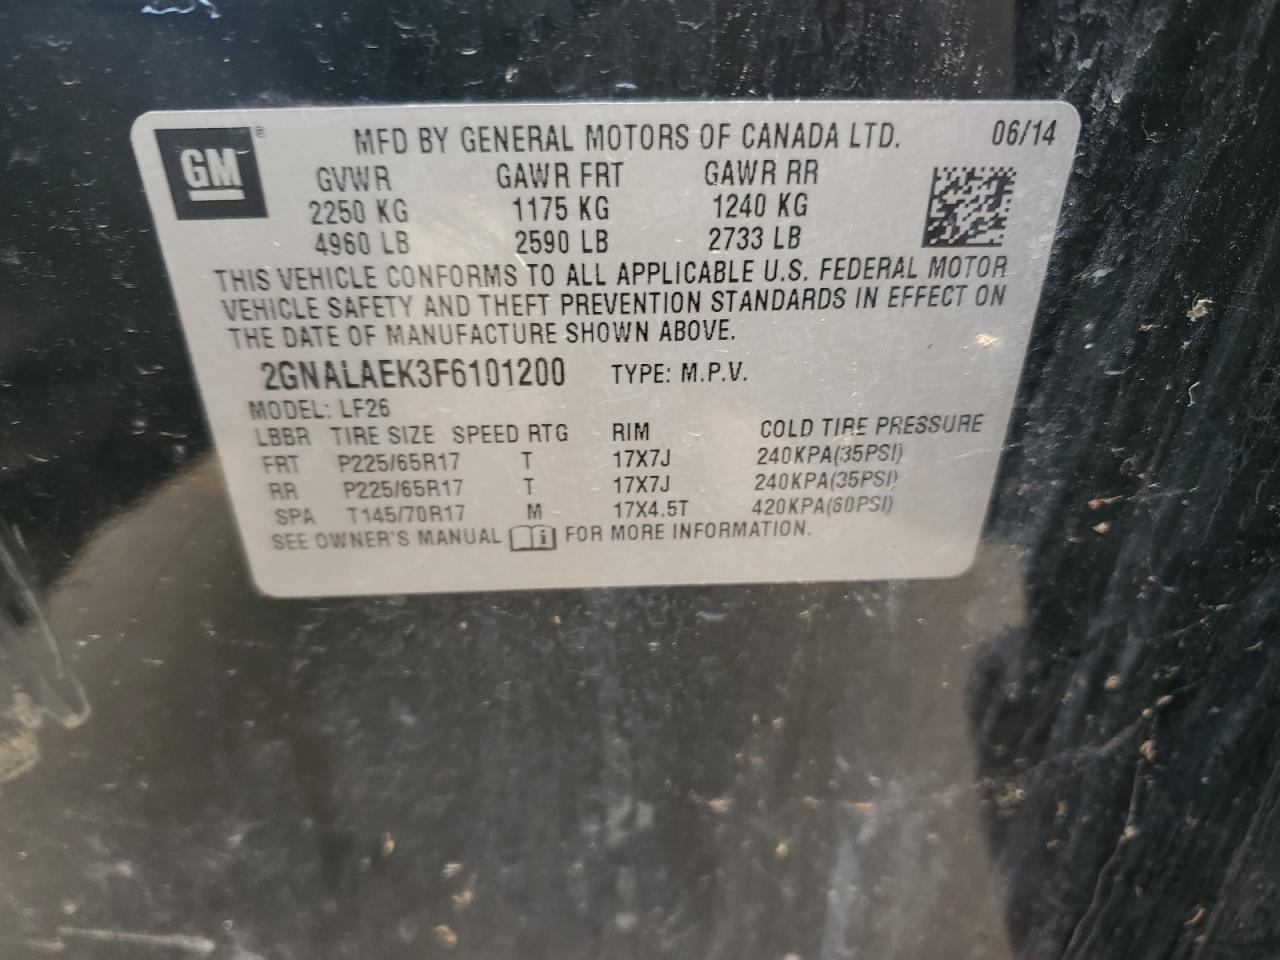 GM®
MFD BY GENERAL MOTORS OF CANADA LTD. 06/14
GVWR GAWR FRT GAWR RR
2250 KG 1175 KG 1240 KG
4960 LB 2590 LB 2733 LB
THIS VEHICLE CONFORMS TO ALL APPLICABLE U.S. FEDERAL MOTOR
VEHICLE SAFETY AND THEFT PREVENTION STANDARDS IN EFFECT ON
THE DATE OF MANUFACTURE SHOWN ABOVE.
2GNALAEK3F6101200 TYPE: M.P.V.
MODEL: LF26
LBBR TIRE SIZE SPEED RTG RIM COLD TIRE PRESSURE
FRT P225/65R17 T 17X7J 240KPA(35PSI)
RR P225/65R17 T 17X7J 240KPA(35PSI)
SPA T145/70R17 M 17X4.5T 420KPA(60PSI)
SEE OWNER'S MANUAL i FOR MORE INFORMATION.